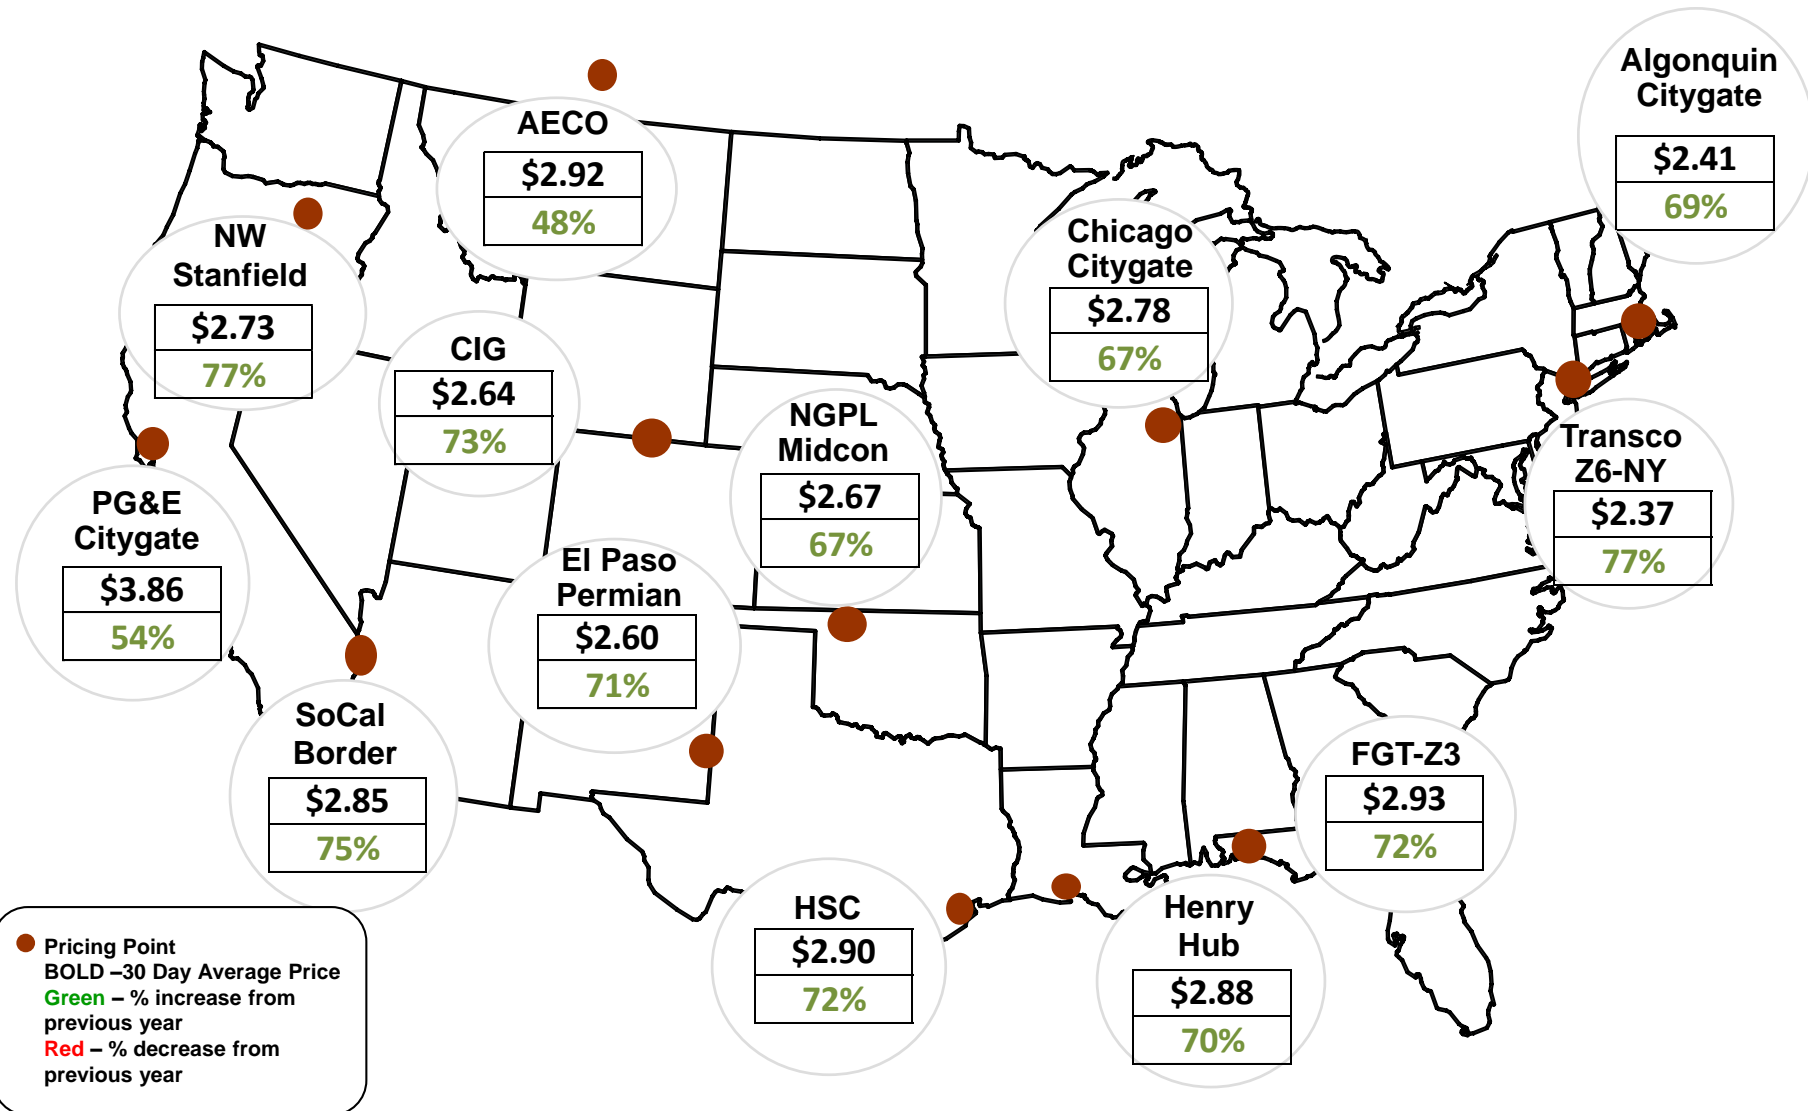 Algonquin
Citygate
$2.41
69%
AECO
$2.92
48%
NW
Stanfield
$2.73
77%
Chicago
Citygate
$2.78
67%
CIG
$2.64
73%
NGPL
Midcon
$2.67
67%
Transco
Z6-NY
$2.37
77%
PG&E
Citygate
$3.86
54%
El Paso
Permian
$2.60
71%
SoCal
Border
$2.85
75%
FGT-Z3
$2.93
72%
HSC
$2.90
72%
Henry
Hub
$2.88
70%
Pricing Point
BOLD –30 Day Average Price
Green – % increase from
previous year
Red – % decrease from
previous year